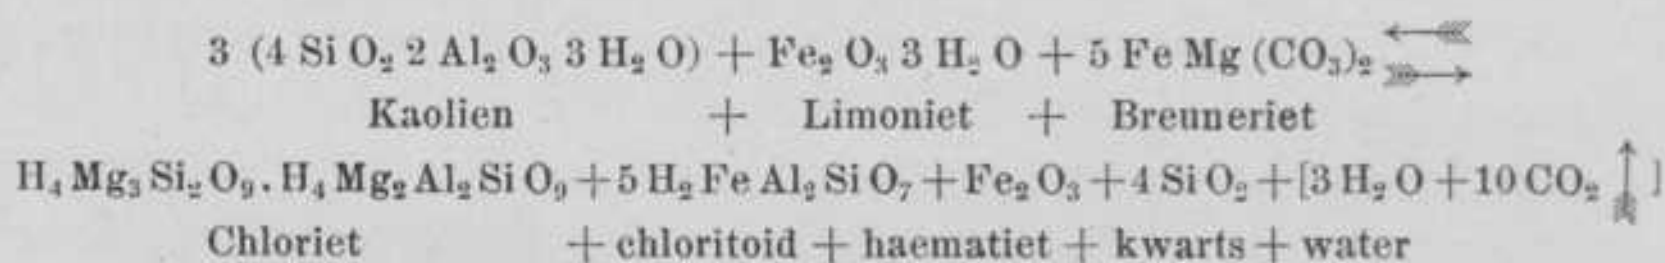 3 (4 Si O₂ 2 Al₂ O₃ 3 H₂ O) + Fe₂ O₃ 3 H₂ O + 5 Fe Mg (CO₃)₂ ⇄
Kaolien + Limoniet + Breuneriet
H₄ Mg₃ Si₂ O₉. H₄ Mg₂ Al₂ Si O₉ + 5 H₂ Fe Al₂ Si O₇ + Fe₂ O₃ + 4 Si O₂ + [3 H₂ O + 10 CO₂ ↑]
Chloriet + chloritoid + haematiet + kwarts + water